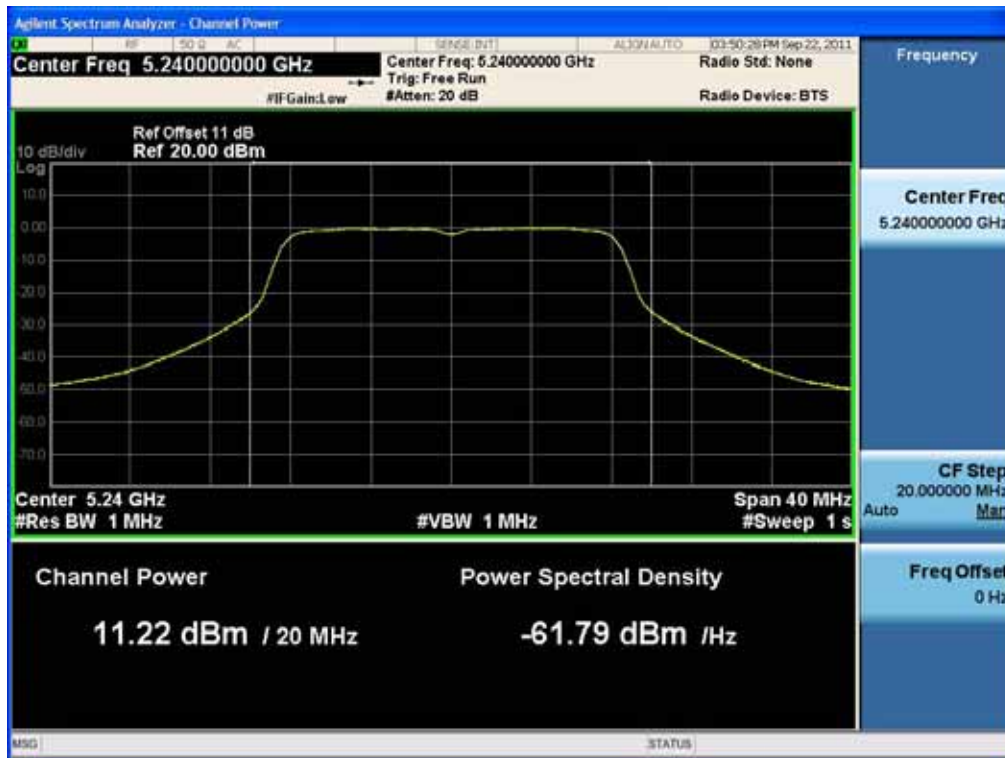 Agilent Spectrum Analyzer - Channel Power
RF 50 Ω AC SENSE:INT ALIGN AUTO 03:50:28 PM Sep 22, 2011
Center Freq 5.240000000 GHz
Center Freq: 5.240000000 GHz
Radio Std: None
Trig: Free Run
#IFGain:Low
#Atten: 20 dB
Radio Device: BTS
Ref Offset 11 dB
10 dB/div
Ref 20.00 dBm
Log
10.0
0.00
-10.0
-20.0
-30.0
-40.0
-50.0
-60.0
-70.0
Center 5.24 GHz
Span 40 MHz
#Res BW 1 MHz
#VBW 1 MHz
#Sweep 1 s
Channel Power
Power Spectral Density
11.22 dBm / 20 MHz
-61.79 dBm /Hz
MSG
STATUS
Frequency
Center Freq
5.240000000 GHz
CF Step
20.000000 MHz
Auto Man
Freq Offset
0 Hz